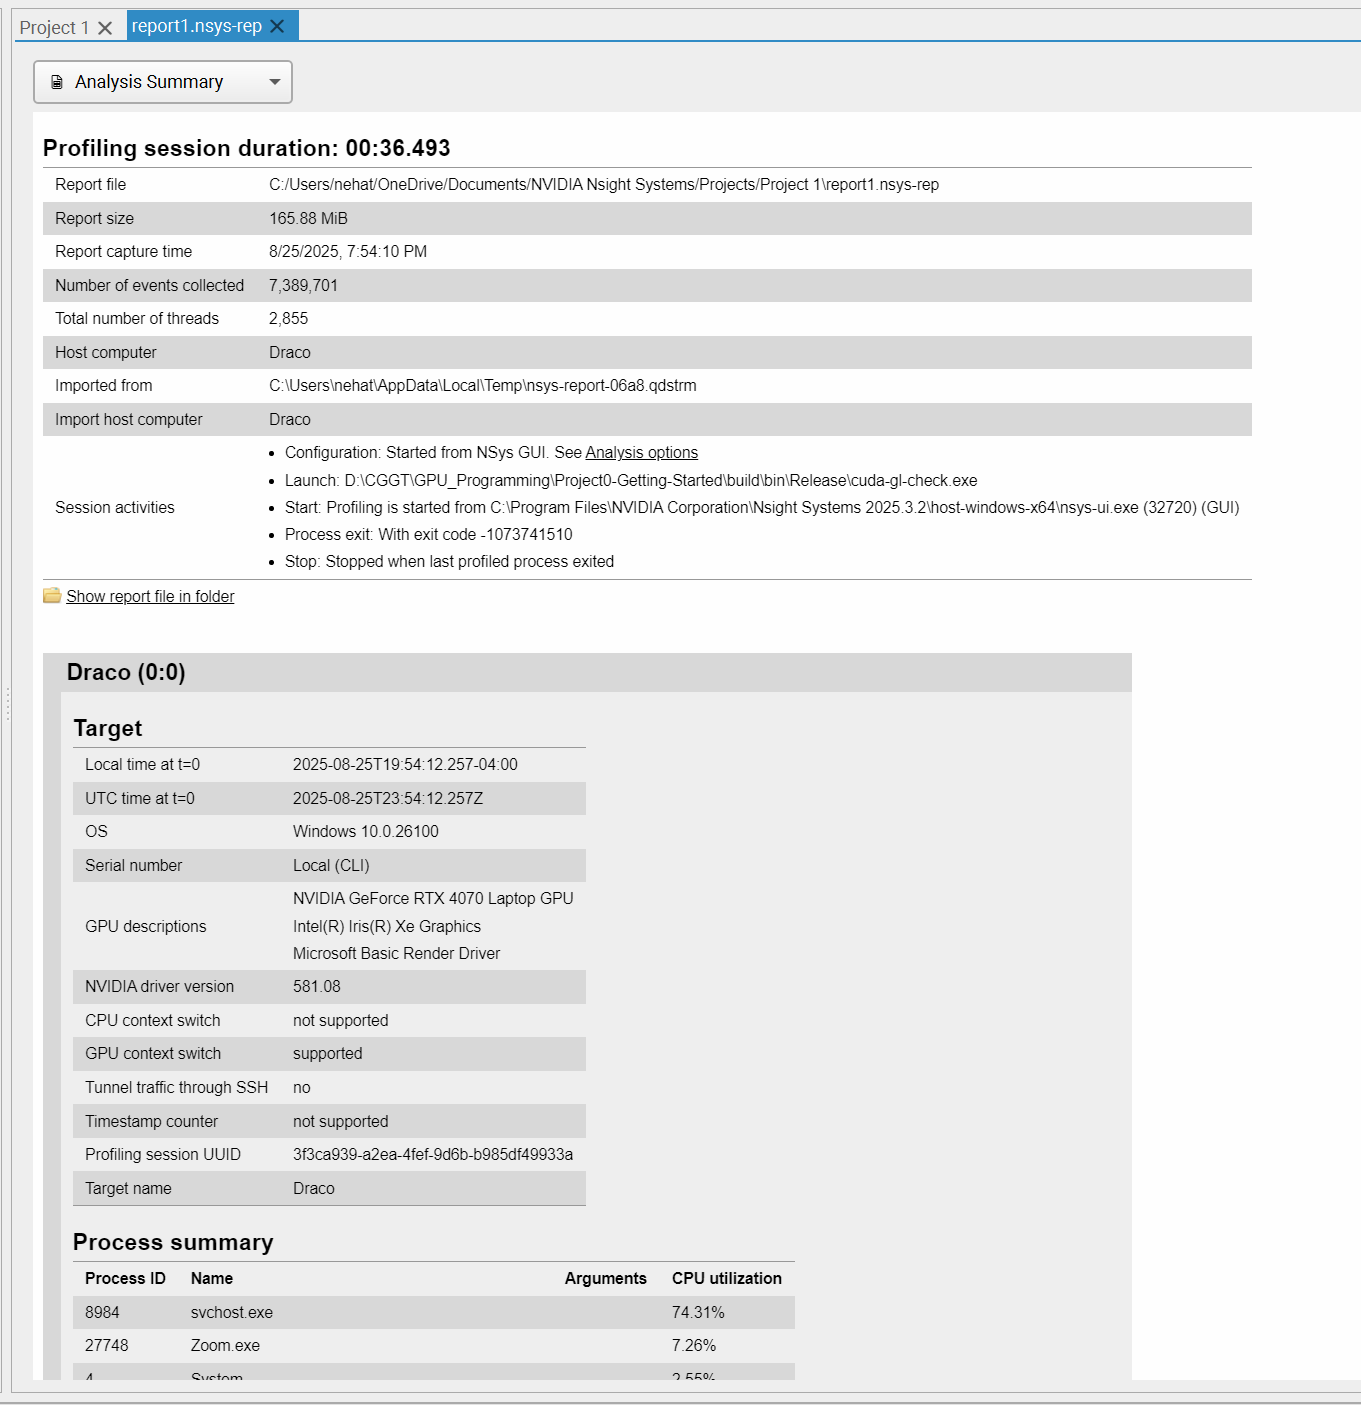 Project 1
report1.nsys-rep
Analysis Summary
Profiling session duration: 00:36.493
Report file C:/Users/nehat/OneDrive/Documents/NVIDIA Nsight Systems/Projects/Project 1\report1.nsys-rep
Report size 165.88 MiB
Report capture time 8/25/2025, 7:54:10 PM
Number of events collected 7,389,701
Total number of threads 2,855
Host computer Draco
Imported from C:\Users\nehat\AppData\Local\Temp\nsys-report-06a8.qdstrm
Import host computer Draco
Session activities
• Configuration: Started from NSys GUI. See Analysis options
• Launch: D:\CGGT\GPU_Programming\Project0-Getting-Started\build\bin\Release\cuda-gl-check.exe
• Start: Profiling is started from C:\Program Files\NVIDIA Corporation\Nsight Systems 2025.3.2\host-windows-x64\nsys-ui.exe (32720) (GUI)
• Process exit: With exit code -1073741510
• Stop: Stopped when last profiled process exited
Show report file in folder
Draco (0:0)
Target
Local time at t=0 2025-08-25T19:54:12.257-04:00
UTC time at t=0 2025-08-25T23:54:12.257Z
OS Windows 10.0.26100
Serial number Local (CLI)
GPU descriptions
NVIDIA GeForce RTX 4070 Laptop GPU
Intel(R) Iris(R) Xe Graphics
Microsoft Basic Render Driver
NVIDIA driver version 581.08
CPU context switch not supported
GPU context switch supported
Tunnel traffic through SSH no
Timestamp counter not supported
Profiling session UUID 3f3ca939-a2ea-4fef-9d6b-b985df49933a
Target name Draco
Process summary
Process ID Name Arguments CPU utilization
8984 svchost.exe 74.31%
27748 Zoom.exe 7.26%
4 System 2.55%